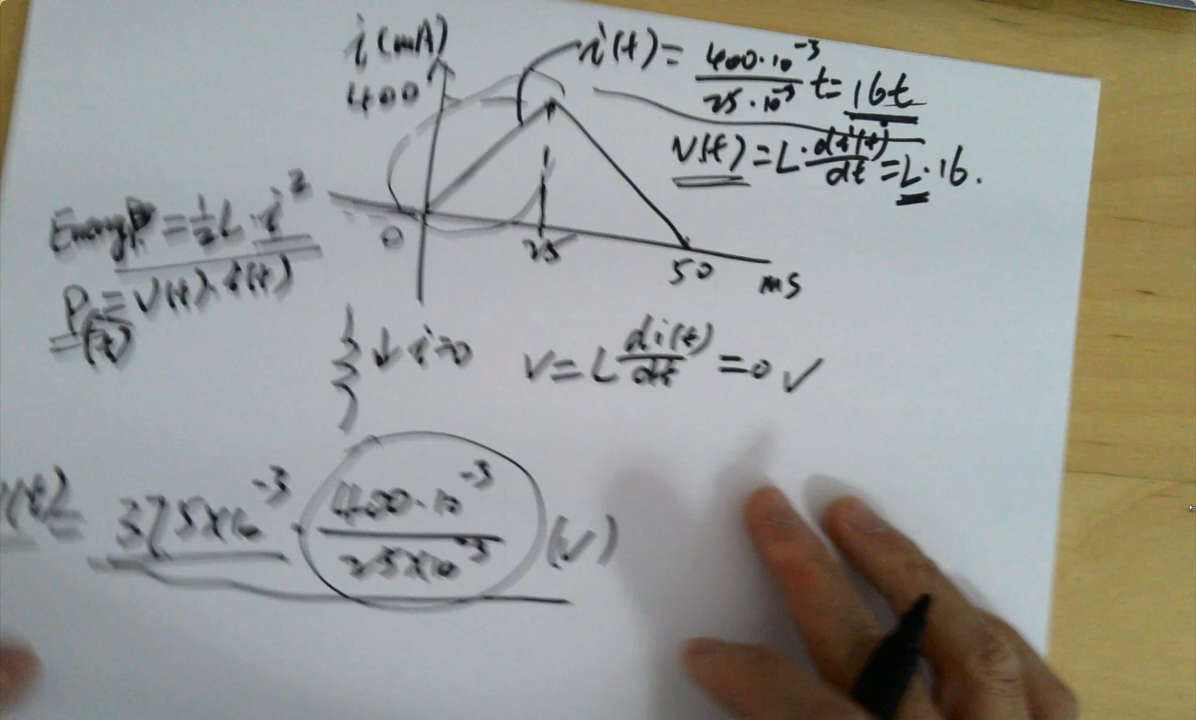 i (mA)
400
i(t) = 400·10⁻³ / 25·10⁻³ t = 16t
V(t) = L · di(t)/dt = L·16.
0
25
50
ms
Energy = ½ L · i²
P(t) = V(t) · i(t)
↓ i=0
V = L di(t)/dt = 0 ✓
(t) = 375×10⁻³ · 400·10⁻³ / 25×10⁻³ (V)